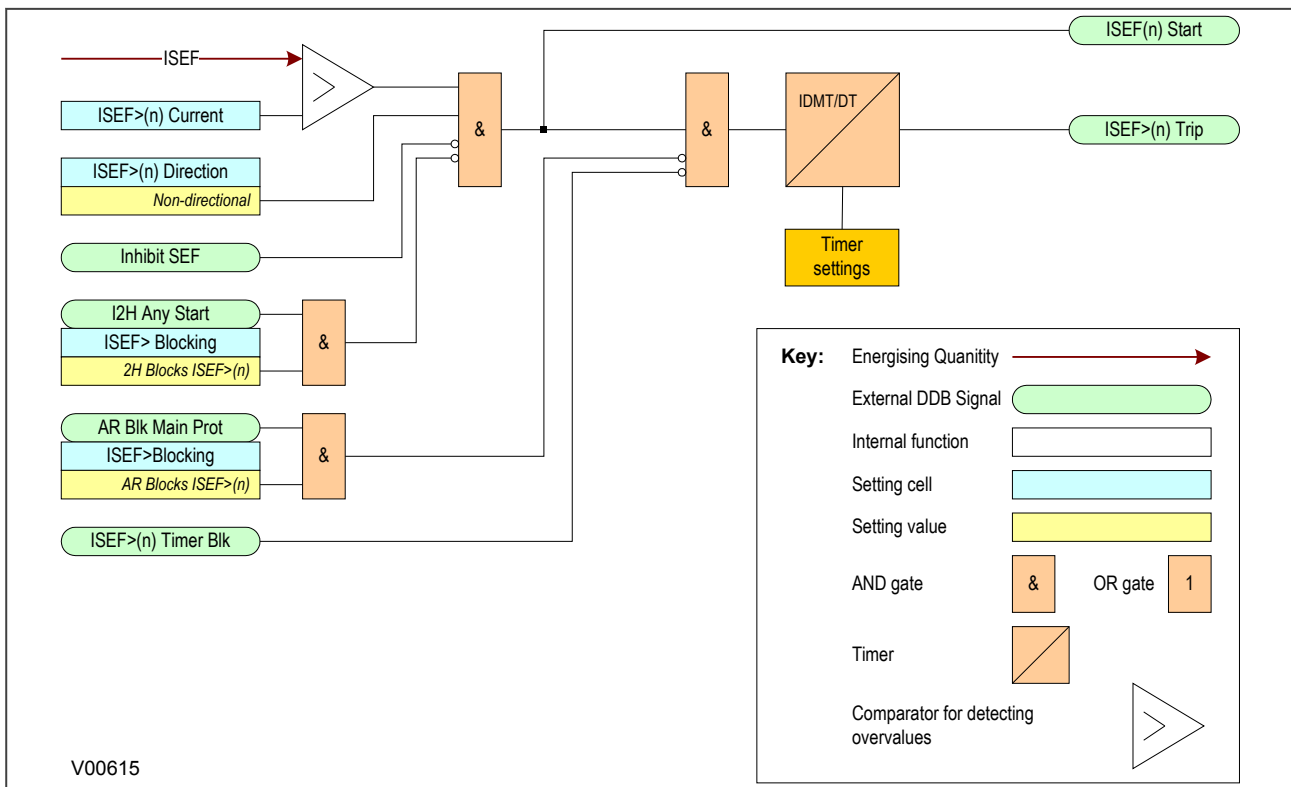 ISEF
ISEF>(n) Current
ISEF>(n) Direction
Non-directional
Inhibit SEF
I2H Any Start
ISEF> Blocking
2H Blocks ISEF>(n)
&
AR Blk Main Prot
ISEF>Blocking
AR Blocks ISEF>(n)
&
ISEF>(n) Timer Blk
&
&
IDMT/DT
Timer
settings
ISEF(n) Start
ISEF>(n) Trip
Key:
Energising Quanitity
External DDB Signal
Internal function
Setting cell
Setting value
AND gate
&
OR gate
1
Timer
Comparator for detecting
overvalues
V00615